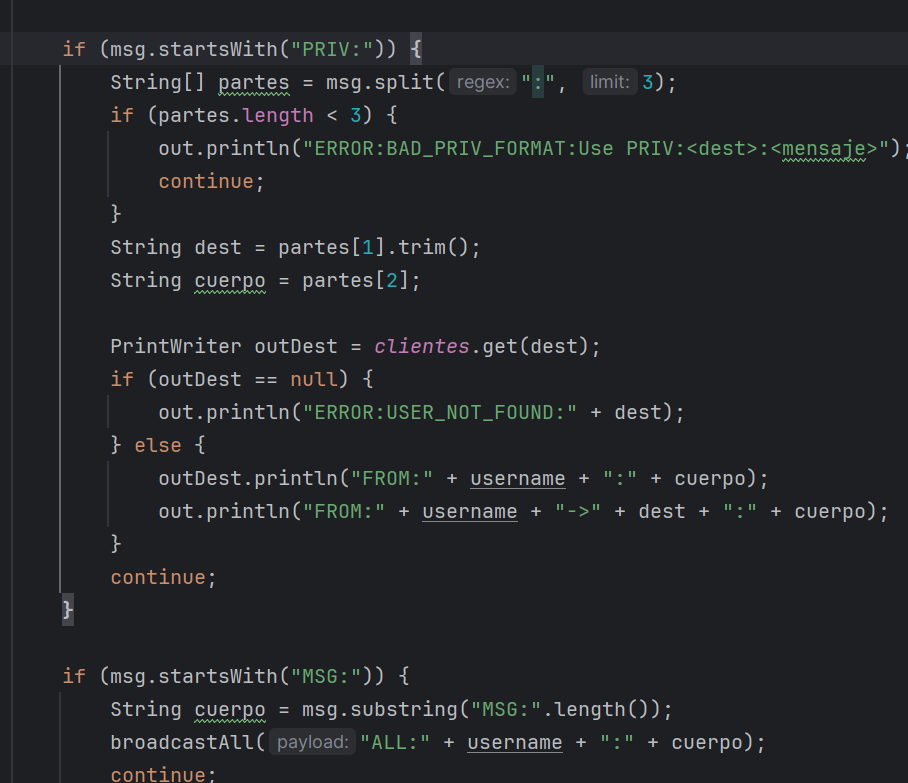 if (msg.startsWith("PRIV:")) {
String[] partes = msg.split( regex: ":", limit: 3);
if (partes.length < 3) {
out.println("ERROR:BAD_PRIV_FORMAT:Use PRIV:<dest>:<mensaje>");
continue;
}
String dest = partes[1].trim();
String cuerpo = partes[2];
PrintWriter outDest = clientes.get(dest);
if (outDest == null) {
out.println("ERROR:USER_NOT_FOUND:" + dest);
} else {
outDest.println("FROM:" + username + ":" + cuerpo);
out.println("FROM:" + username + "->" + dest + ":" + cuerpo);
}
continue;
}
if (msg.startsWith("MSG:")) {
String cuerpo = msg.substring("MSG:".length());
broadcastAll( payload: "ALL:" + username + ":" + cuerpo);
continue;